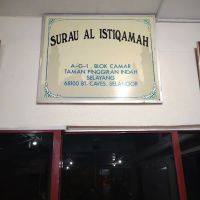 SURAU AL ISTIQAMAH
A-G-1, BLOK CAMAR
TAMAN PINGGIRAN INDAH
SELAYANG
68100 BT. CAVES, SELANGOR